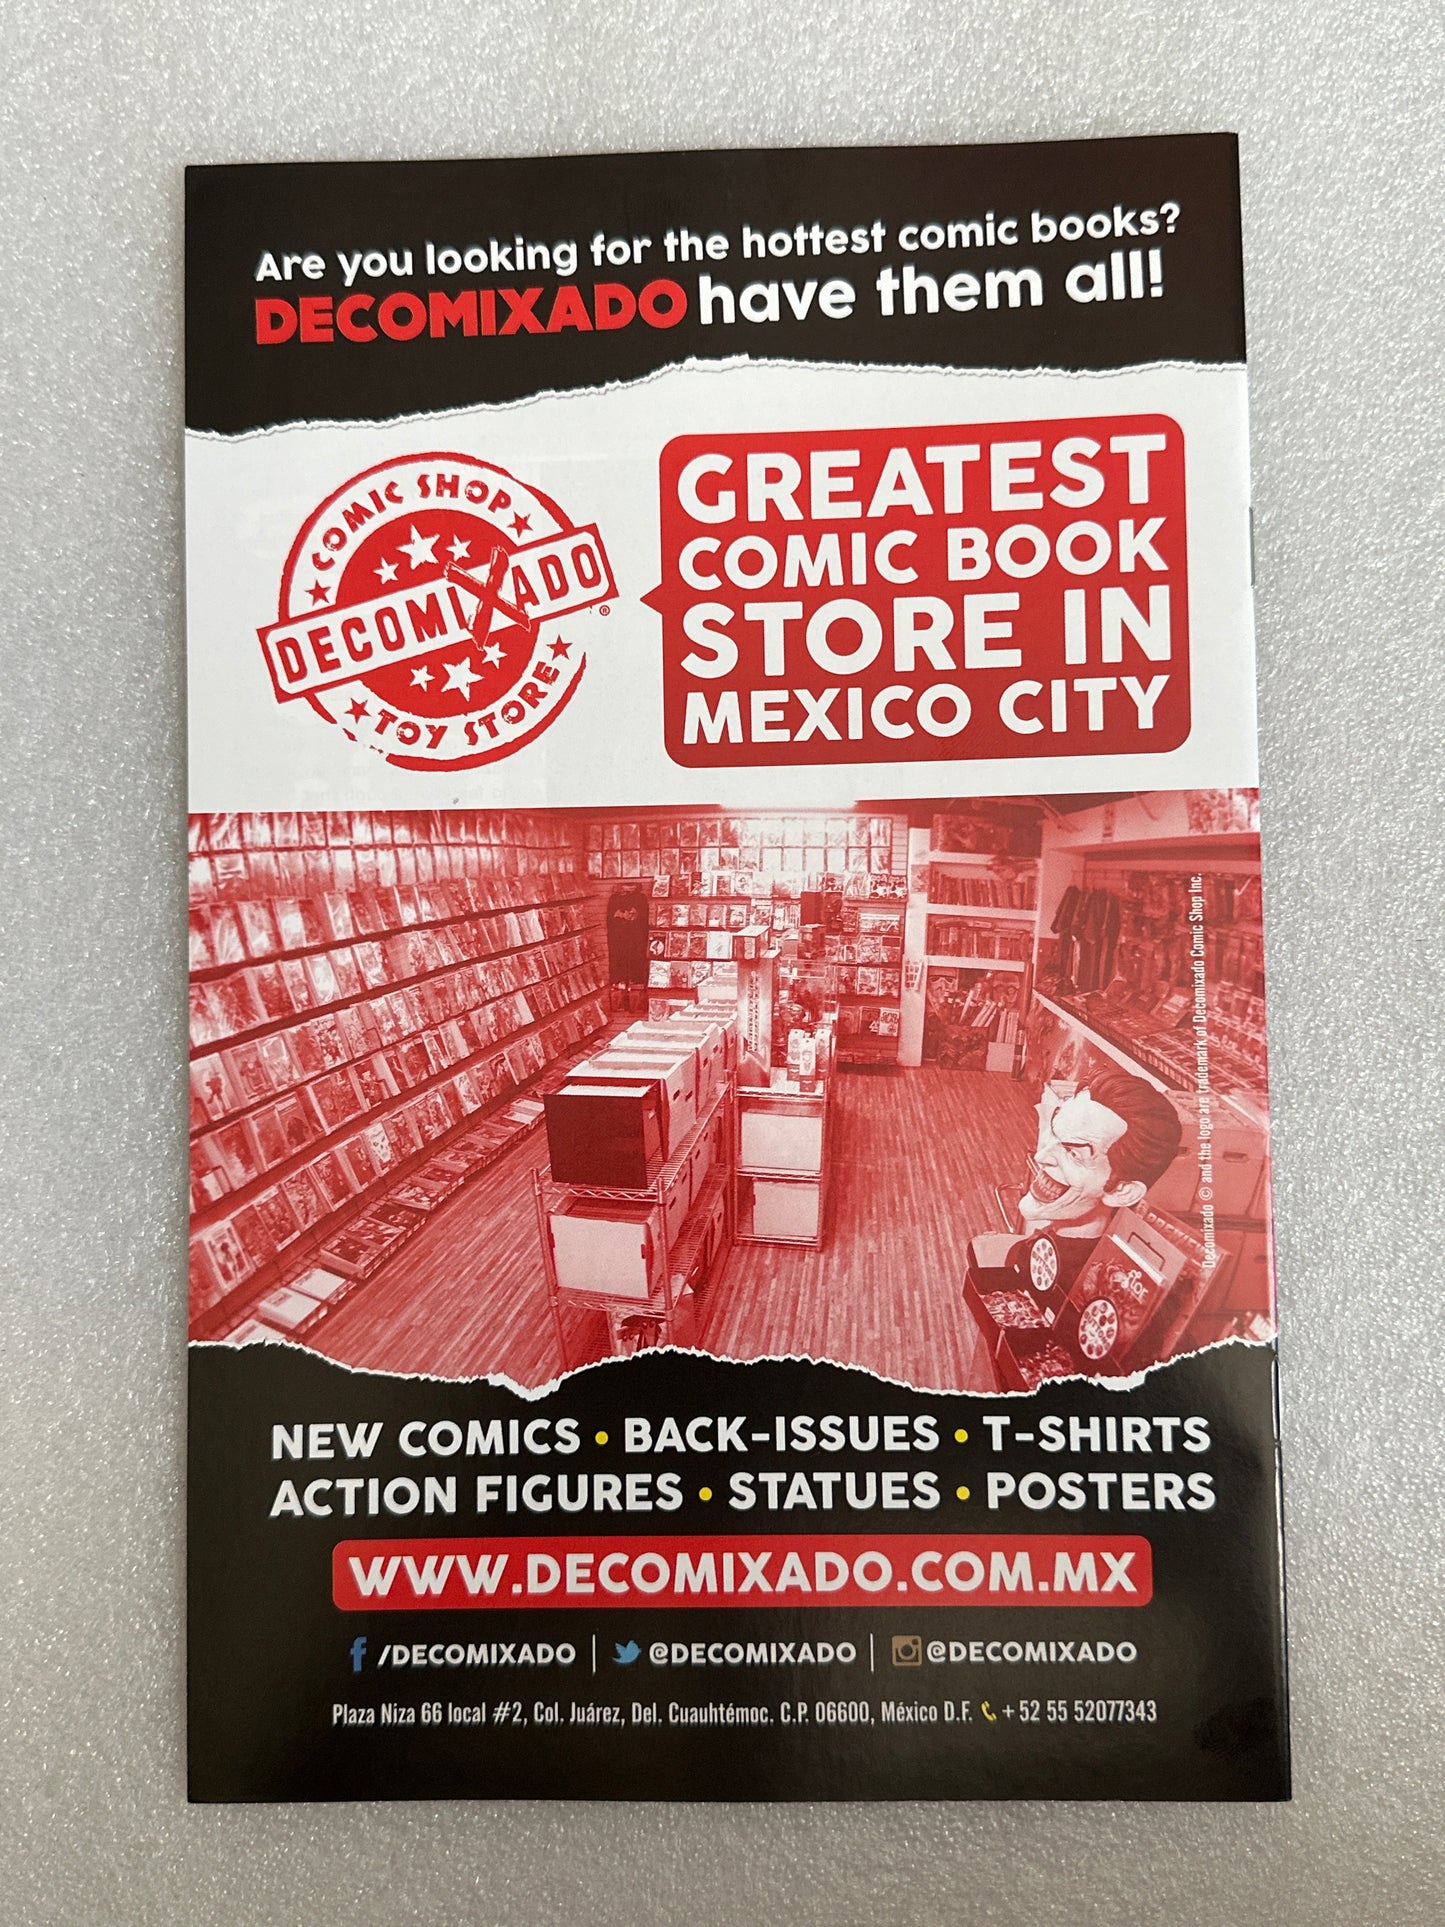 Are you looking for the hottest comic books?
DECOMIXADO have them all!
COMIC SHOP
DECOMIXADO®
TOY STORE
GREATEST
COMIC BOOK
STORE IN
MEXICO CITY
Decomixado © and the logo are trademark of Decomixado Comic Shop Inc.
NEW COMICS • BACK-ISSUES • T-SHIRTS
ACTION FIGURES • STATUES • POSTERS
WWW.DECOMIXADO.COM.MX
/DECOMIXADO | @DECOMIXADO | @DECOMIXADO
Plaza Niza 66 local #2, Col. Juárez, Del. Cuauhtémoc. C.P. 06600, México D.F. + 52 55 52077343